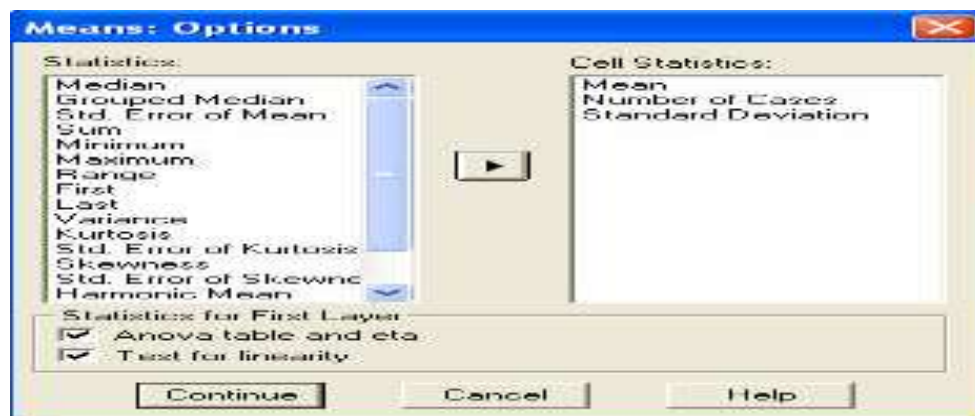 Means: Options
Statistics:
Median
Grouped Median
Std. Error of Mean
Sum
Minimum
Maximum
Range
First
Last
Variance
Kurtosis
Std. Error of Kurtosis
Skewness
Std. Error of Skewne
Harmonic Mean
Cell Statistics:
Mean
Number of Cases
Standard Deviation
Statistics for First Layer
Anova table and eta
Test for linearity
Continue
Cancel
Help